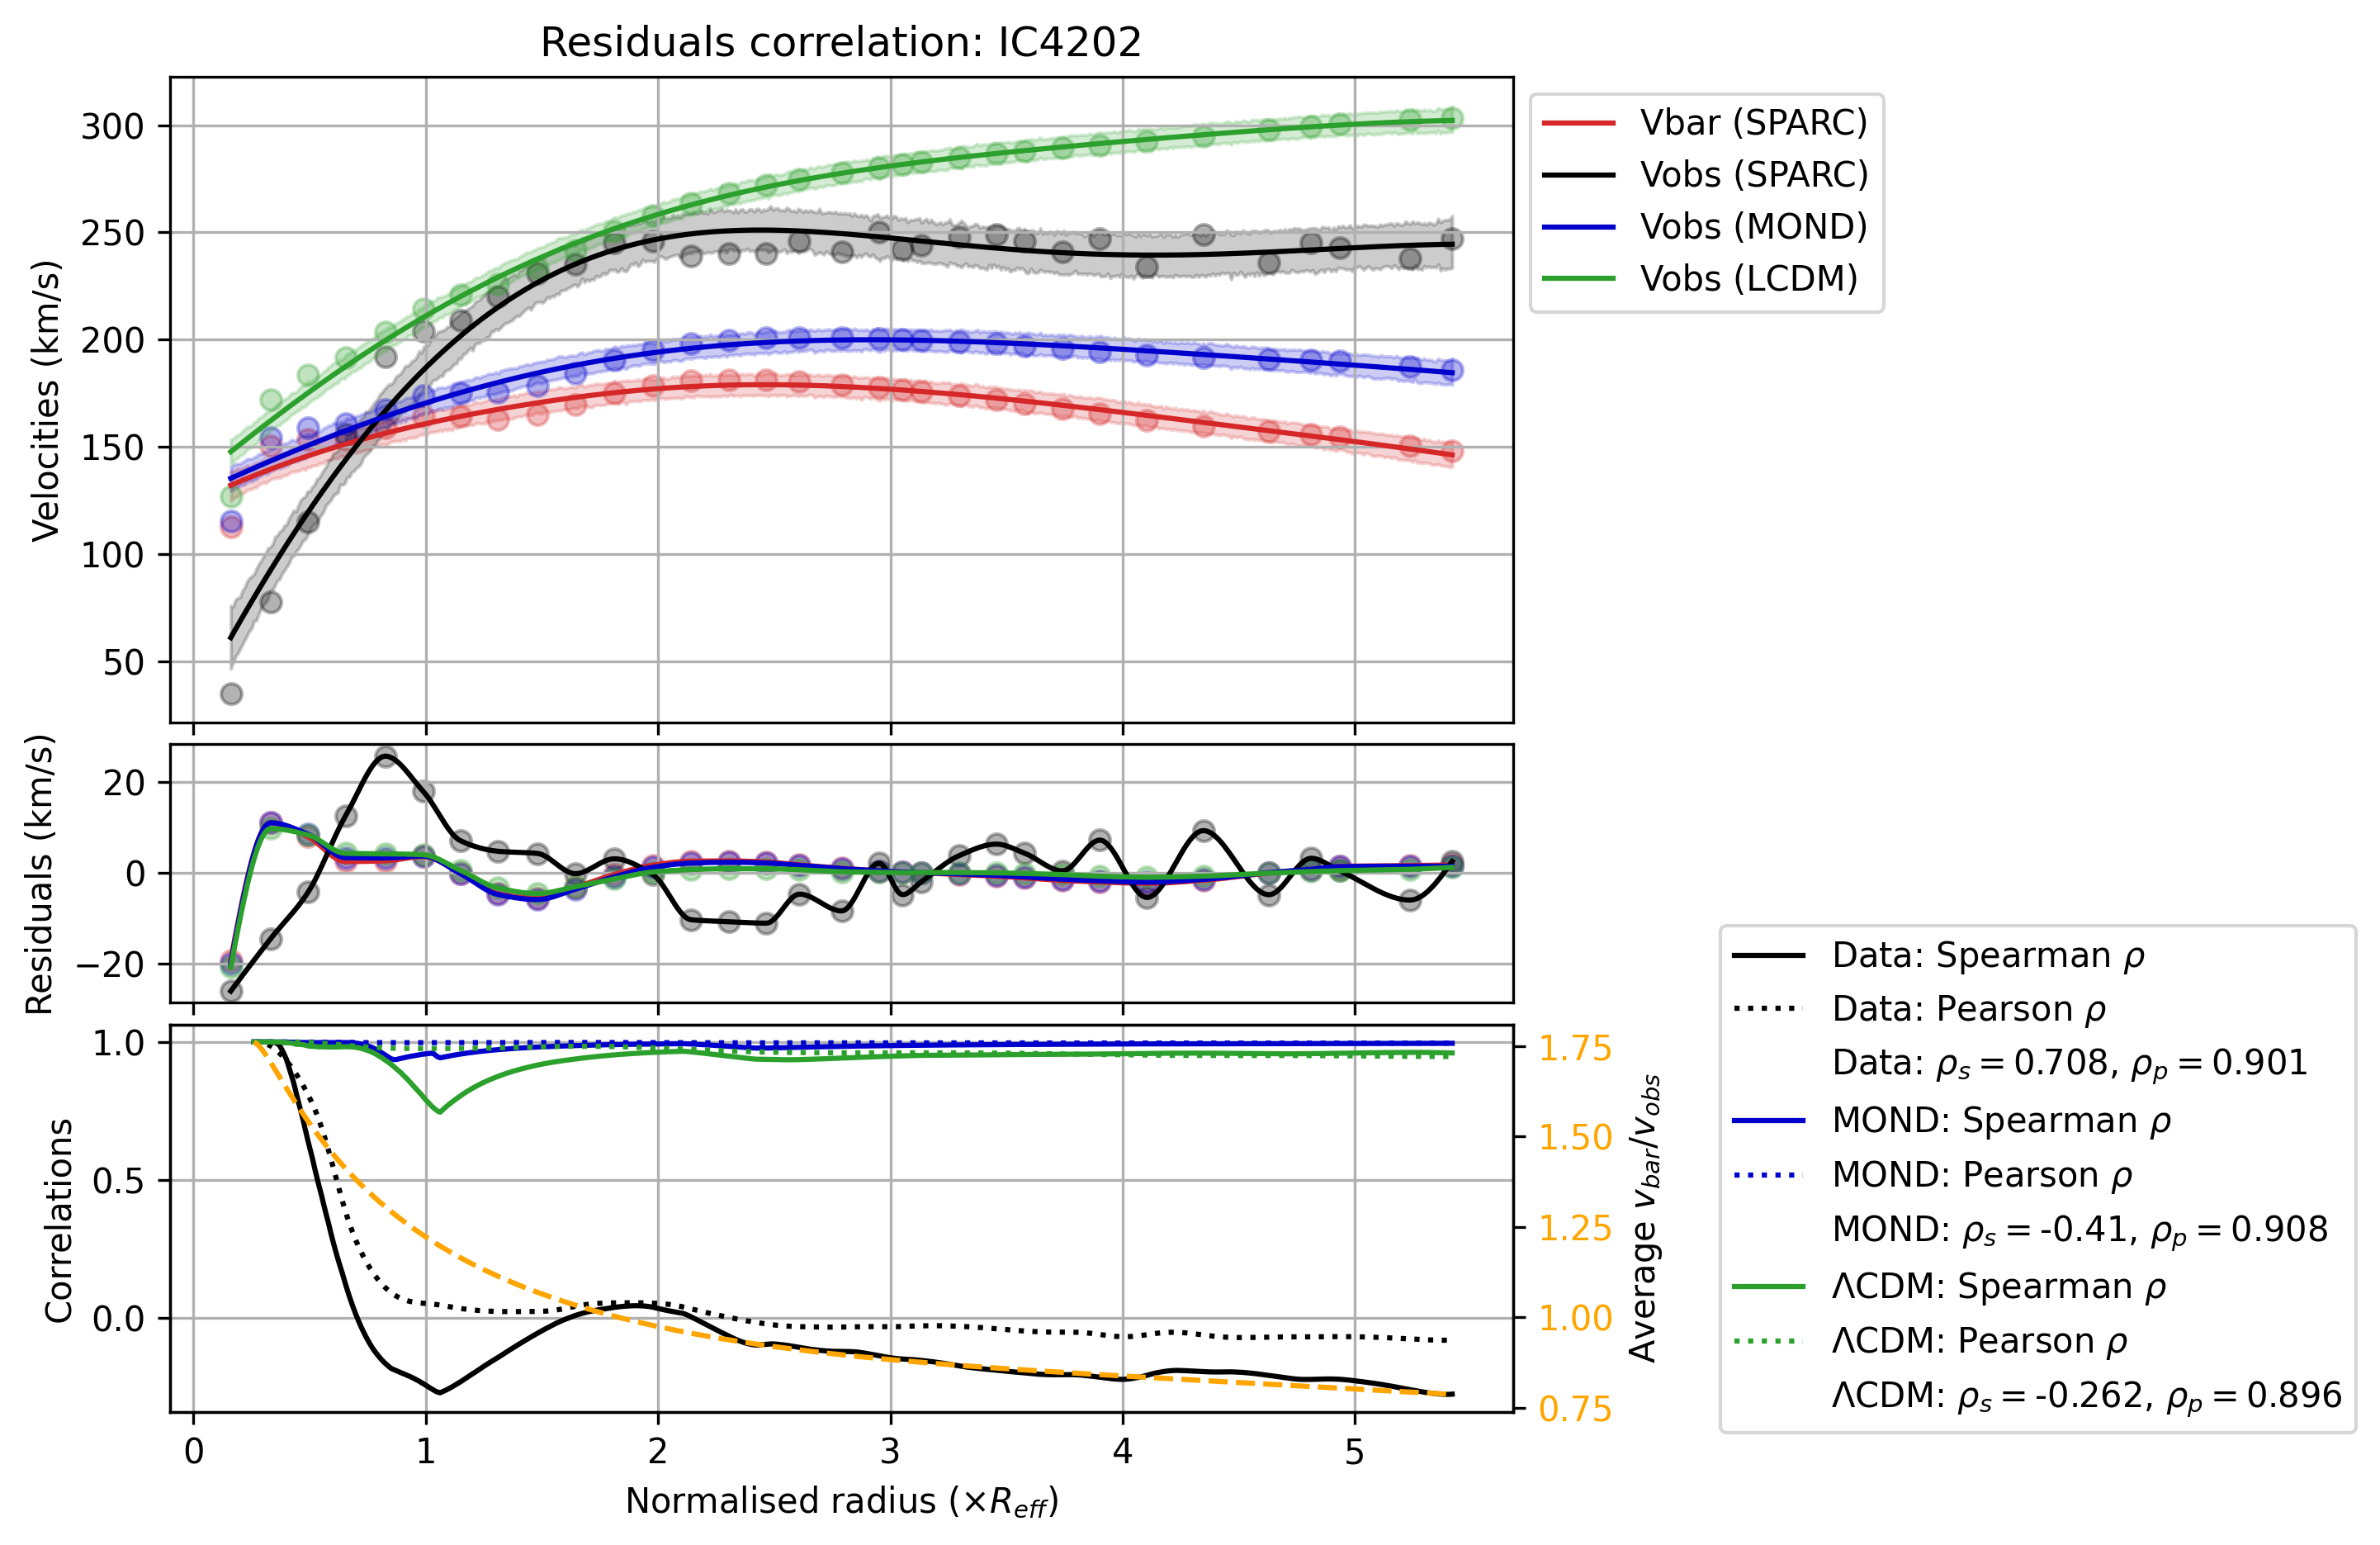 Residuals correlation: IC4202
300
250
200
150
100
50
Velocities (km/s)
Vbar (SPARC)
Vobs (SPARC)
Vobs (MOND)
Vobs (LCDM)
20
0
−20
Residuals (km/s)
1.0
0.5
0.0
Correlations
1.75
1.50
1.25
1.00
0.75
Average v_bar/v_obs
0 1 2 3 4 5
Normalised radius (×R_eff)
Data: Spearman ρ
Data: Pearson ρ
Data: ρ_s = 0.708, ρ_p = 0.901
MOND: Spearman ρ
MOND: Pearson ρ
MOND: ρ_s = -0.41, ρ_p = 0.908
ΛCDM: Spearman ρ
ΛCDM: Pearson ρ
ΛCDM: ρ_s = -0.262, ρ_p = 0.896